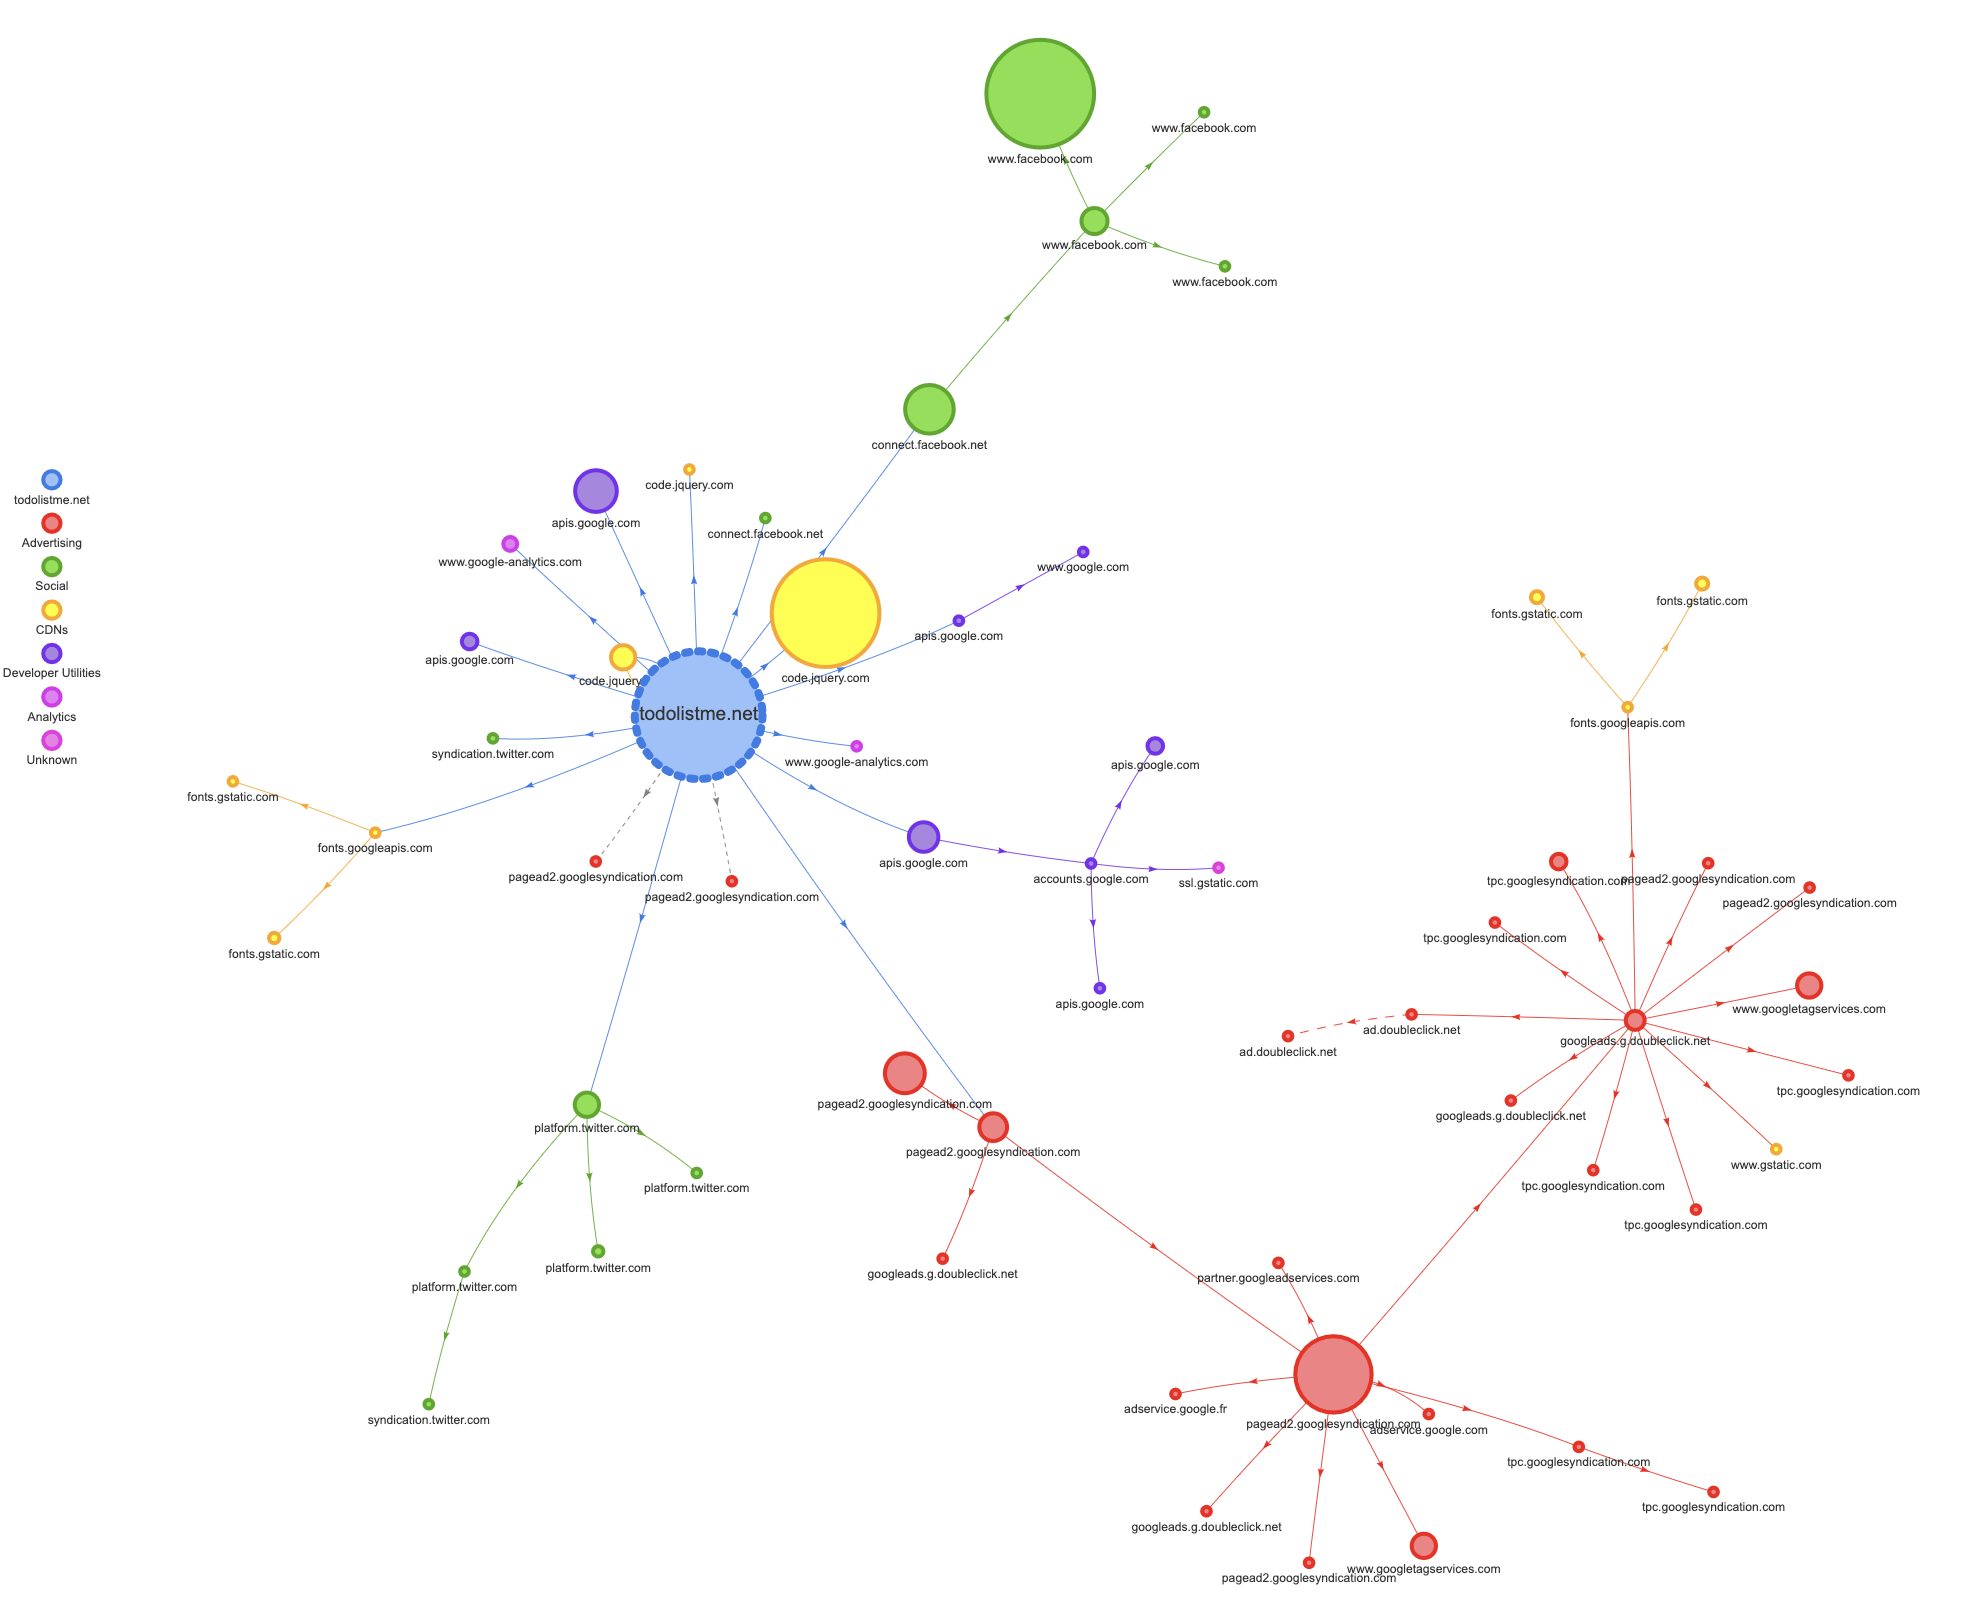 www.facebook.com
www.facebook.com
www.facebook.com
www.facebook.com
connect.facebook.net
todolistme.net
Advertising
Social
CDNs
Developer Utilities
Analytics
Unknown
code.jquery.com
apis.google.com
connect.facebook.net
www.google-analytics.com
www.google.com
apis.google.com
apis.google.com
code.jquery
code.jquery.com
todolistme.net
syndication.twitter.com
www.google-analytics.com
fonts.gstatic.com
fonts.googleapis.com
fonts.gstatic.com
pagead2.googlesyndication.com
pagead2.googlesyndication.com
apis.google.com
apis.google.com
accounts.google.com
ssl.gstatic.com
apis.google.com
fonts.gstatic.com
fonts.gstatic.com
fonts.googleapis.com
tpc.googlesyndication.com
pagead2.googlesyndication.com
pagead2.googlesyndication.com
tpc.googlesyndication.com
www.googletagservices.com
ad.doubleclick.net
ad.doubleclick.net
googleads.g.doubleclick.net
tpc.googlesyndication.com
googleads.g.doubleclick.net
www.gstatic.com
tpc.googlesyndication.com
tpc.googlesyndication.com
pagead2.googlesyndication.com
pagead2.googlesyndication.com
googleads.g.doubleclick.net
platform.twitter.com
platform.twitter.com
platform.twitter.com
platform.twitter.com
syndication.twitter.com
partner.googleadservices.com
adservice.google.fr
pagead2.googlesyndication.com
adservice.google.com
tpc.googlesyndication.com
tpc.googlesyndication.com
googleads.g.doubleclick.net
www.googletagservices.com
pagead2.googlesyndication.com